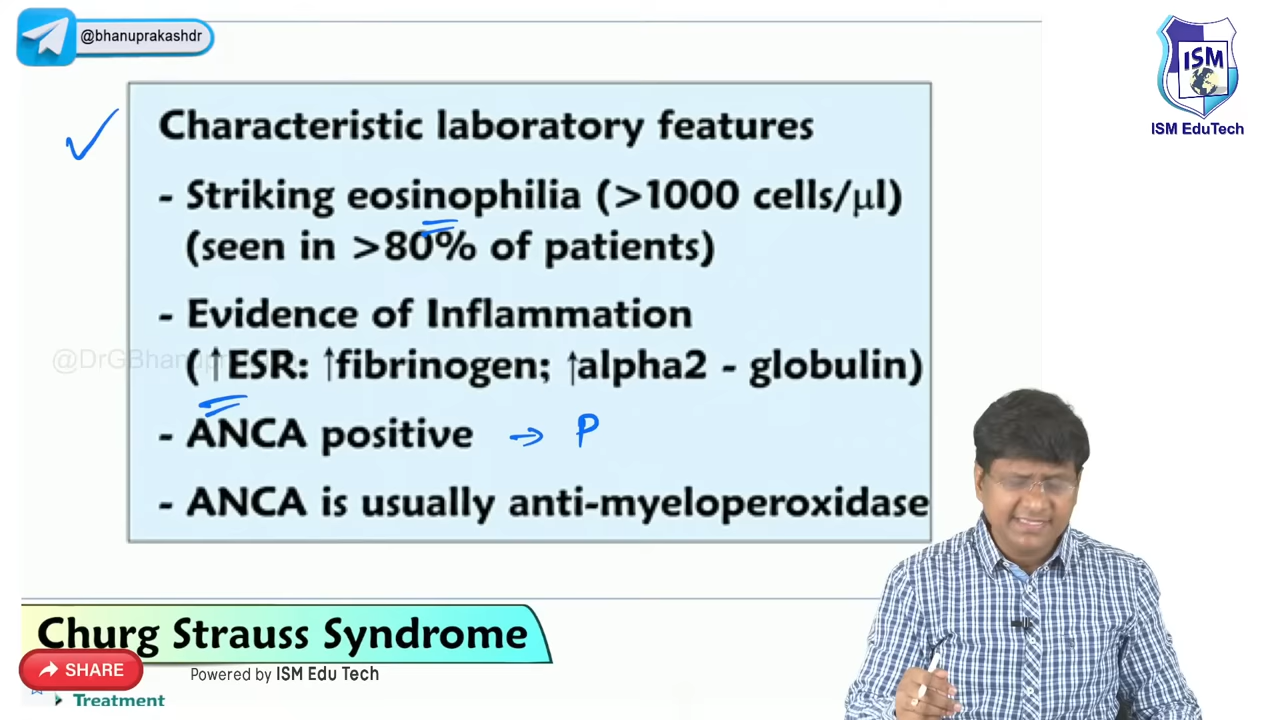 @bhanuprakashdr
ISM
ISM EduTech
Characteristic laboratory features
- Striking eosinophilia (>1000 cells/μl)
(seen in >80% of patients)
- Evidence of Inflammation
@DrGBhanuprakash
(↑ESR: ↑fibrinogen; ↑alpha2 - globulin)
- ANCA positive → P
- ANCA is usually anti-myeloperoxidase
Churg Strauss Syndrome
SHARE
Powered by ISM Edu Tech
Treatment